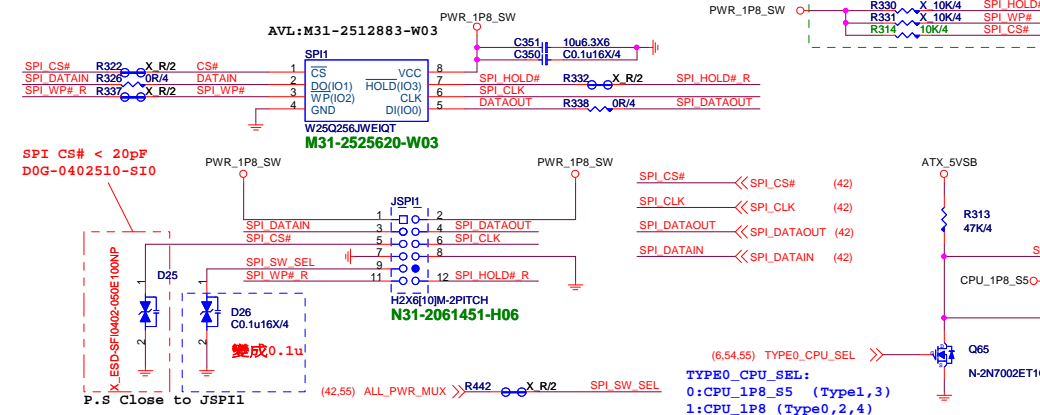 PWR_1P8_SW
R330 X_10K/4 SPI_HOLD#
R331 X_10K/4 SPI_WP#
R314 10K/4 SPI_CS#
PWR_1P8_SW
AVL:M31-2512883-W03
C351 10u6.3X6
C350 C0.1u16X/4
SPI1
SPI_CS# R322 X_R/2 CS# 1 CS VCC 8
SPI_DATAIN R326 0R/4 DATAIN 2 DO(IO1) HOLD(IO3) 7 SPI_HOLD# R332 X_R/2 SPI_HOLD#_R
SPI_WP#_R R337 X_R/2 SPI_WP# 3 WP(IO2) CLK 6 SPI_CLK
4 GND DI(IO0) 5 DATAOUT R338 0R/4 SPI_DATAOUT
W25Q256JWEIQT
M31-2525620-W03
SPI CS# < 20pF
D0G-0402510-SI0
PWR_1P8_SW
PWR_1P8_SW
JSPI1
1 2
SPI_DATAIN 3 4 SPI_DATAOUT
SPI_CS# 5 6 SPI_CLK
7 8
SPI_SW_SEL 9
SPI_WP#_R 11 12 SPI_HOLD#_R
H2X6[10]M-2PITCH
N31-2061451-H06
SPI_CS# SPI_CS# (42)
SPI_CLK SPI_CLK (42)
SPI_DATAOUT SPI_DATAOUT (42)
SPI_DATAIN SPI_DATAIN (42)
X_ESD-SFI0402-050E100NP
D25
1
2
D26
C0.1u16X/4
1
2
變成0.1u
P.S Close to JSPI1
(42,55) ALL_PWR_MUX R442 X_R/2 SPI_SW_SEL
ATX_5VSB
R313
47K/4
CPU_1P8_S5
(6,54,55) TYPE0_CPU_SEL
Q65
N-2N7002ET1G
TYPE0_CPU_SEL:
0:CPU_1P8_S5 (Type1,3)
1:CPU_1P8 (Type0,2,4)